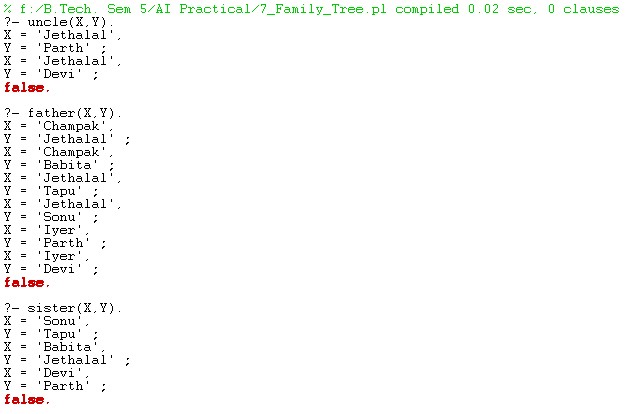 % f:/B.Tech. Sem 5/AI Practical/7_Family_Tree.pl compiled 0.02 sec, 0 clauses
?- uncle(X,Y).
X = 'Jethalal',
Y = 'Parth' ;
X = 'Jethalal',
Y = 'Devi' ;
false.
?- father(X,Y).
X = 'Champak',
Y = 'Jethalal' ;
X = 'Champak',
Y = 'Babita' ;
X = 'Jethalal',
Y = 'Tapu' ;
X = 'Jethalal',
Y = 'Sonu' ;
X = 'Iyer',
Y = 'Parth' ;
X = 'Iyer',
Y = 'Devi' ;
false.
?- sister(X,Y).
X = 'Sonu',
Y = 'Tapu' ;
X = 'Babita',
Y = 'Jethalal' ;
X = 'Devi',
Y = 'Parth' ;
false.